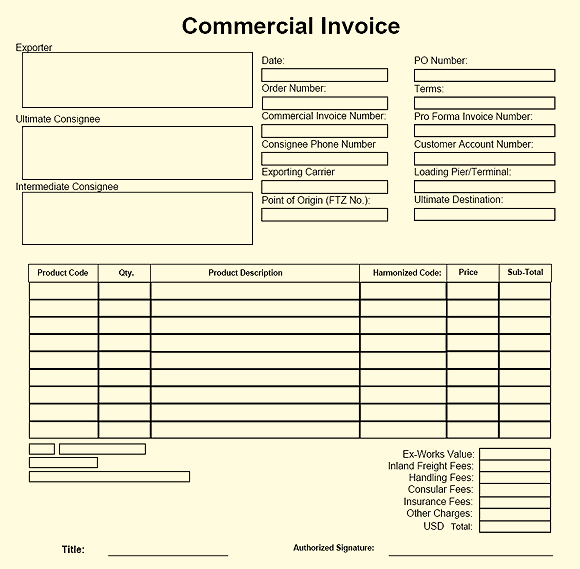 Commercial Invoice
Exporter
Date:
PO Number:
Order Number:
Terms:
Commercial Invoice Number:
Pro Forma Invoice Number:
Ultimate Consignee
Consignee Phone Number
Customer Account Number:
Exporting Carrier
Loading Pier/Terminal:
Intermediate Consignee
Point of Origin (FTZ No.):
Ultimate Destination:
Product Code Qty. Product Description Harmonized Code: Price Sub-Total
Ex-Works Value:
Inland Freight Fees:
Handling Fees:
Consular Fees:
Insurance Fees:
Other Charges:
USD Total:
Title: Authorized Signature: